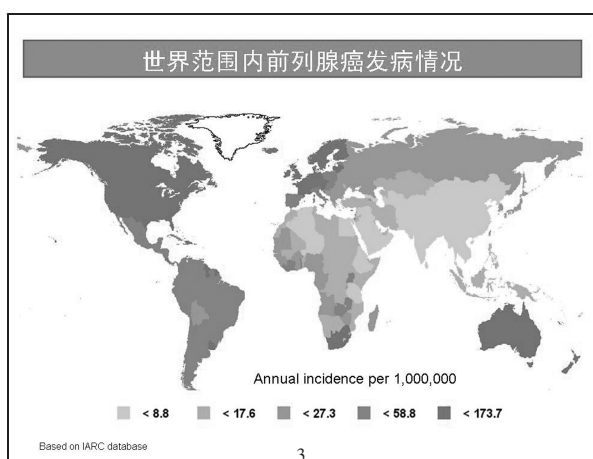 世界范围内前列腺癌发病情况
Annual incidence per 1,000,000
< 8.8 < 17.6 < 27.3 < 58.8 < 173.7
Based on IARC database
3